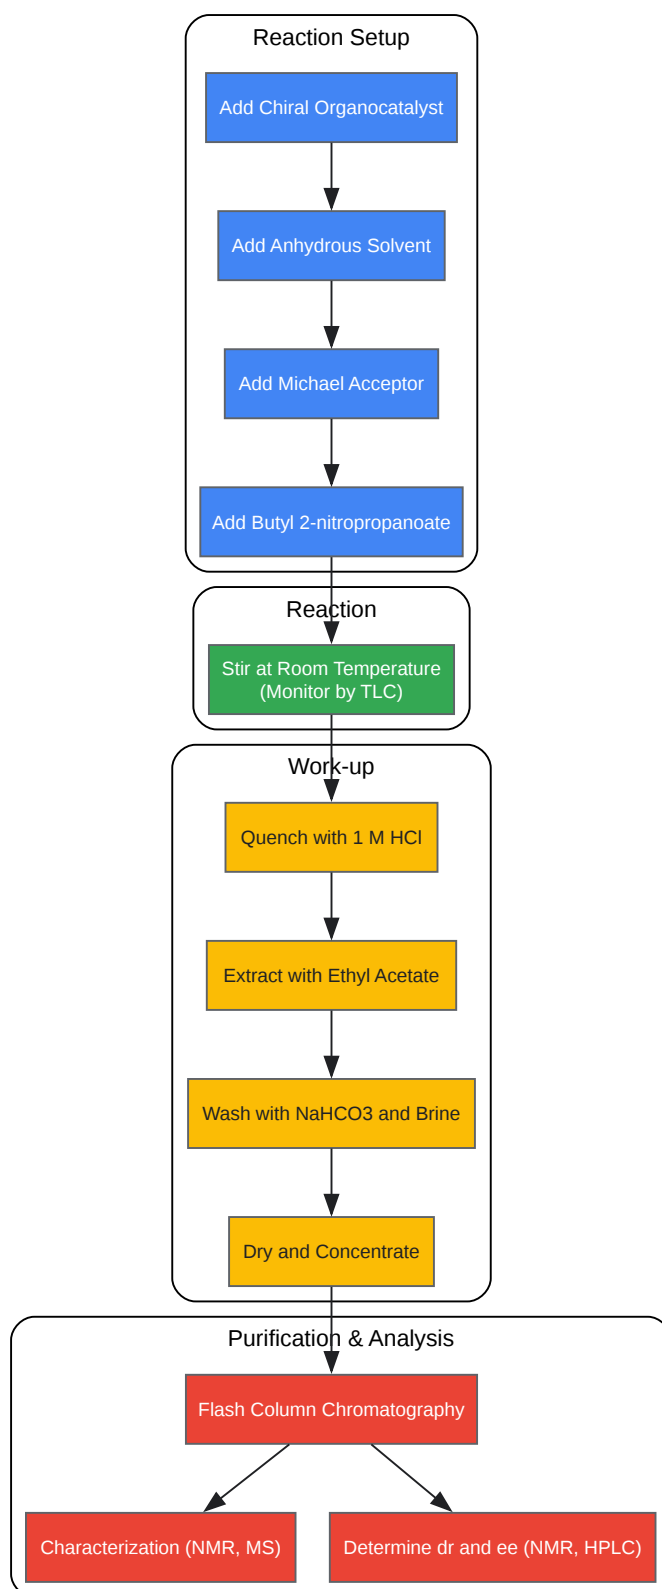 Reaction Setup
Add Chiral Organocatalyst
Add Anhydrous Solvent
Add Michael Acceptor
Add Butyl 2-nitropropanoate
Reaction
Stir at Room Temperature
(Monitor by TLC)
Work-up
Quench with 1 M HCl
Extract with Ethyl Acetate
Wash with NaHCO3 and Brine
Dry and Concentrate
Purification & Analysis
Flash Column Chromatography
Characterization (NMR, MS)
Determine dr and ee (NMR, HPLC)